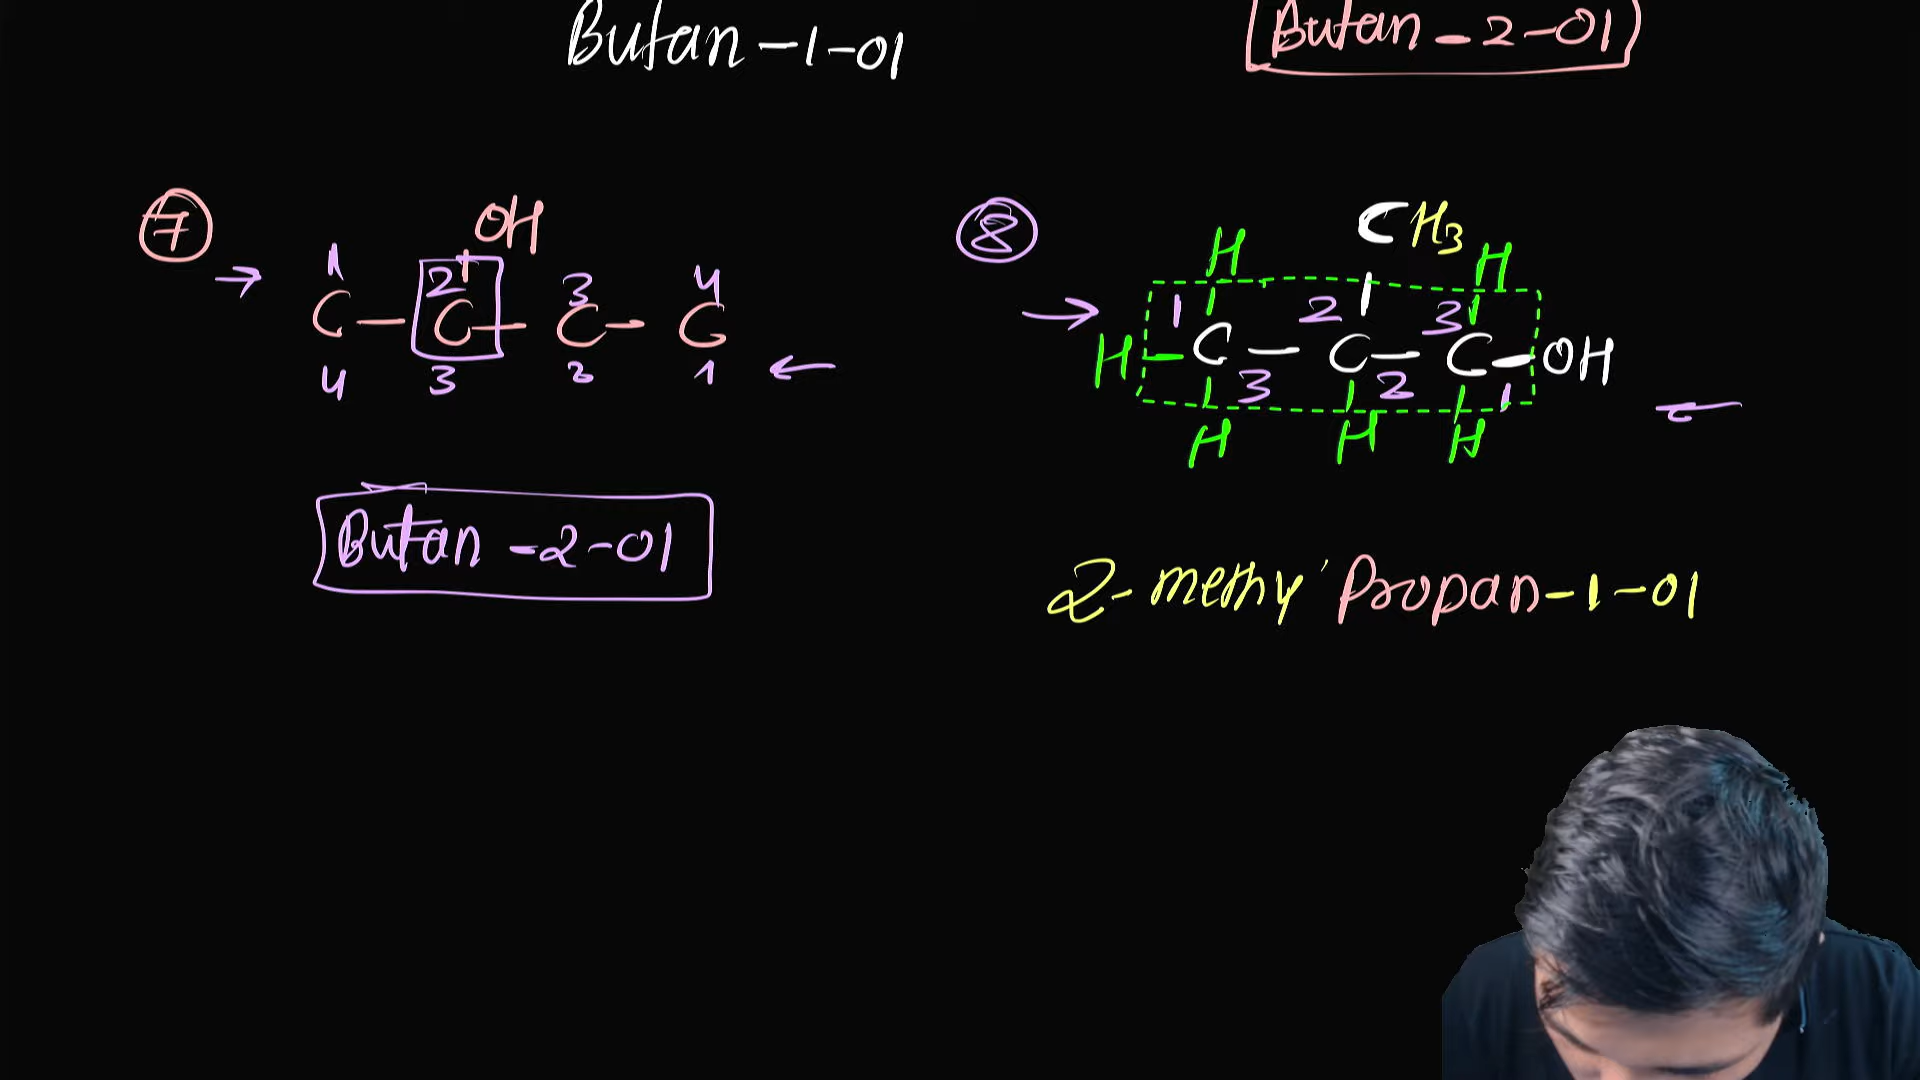 Butan-1-ol
Butan-2-ol
7
OH
1 2 3 4
C-C-C-C
4 3 2 1
Butan-2-ol
8
CH3
H H
1 2 3
H-C-C-C-OH
3 2 1
H H H
2-methy Propan-1-ol